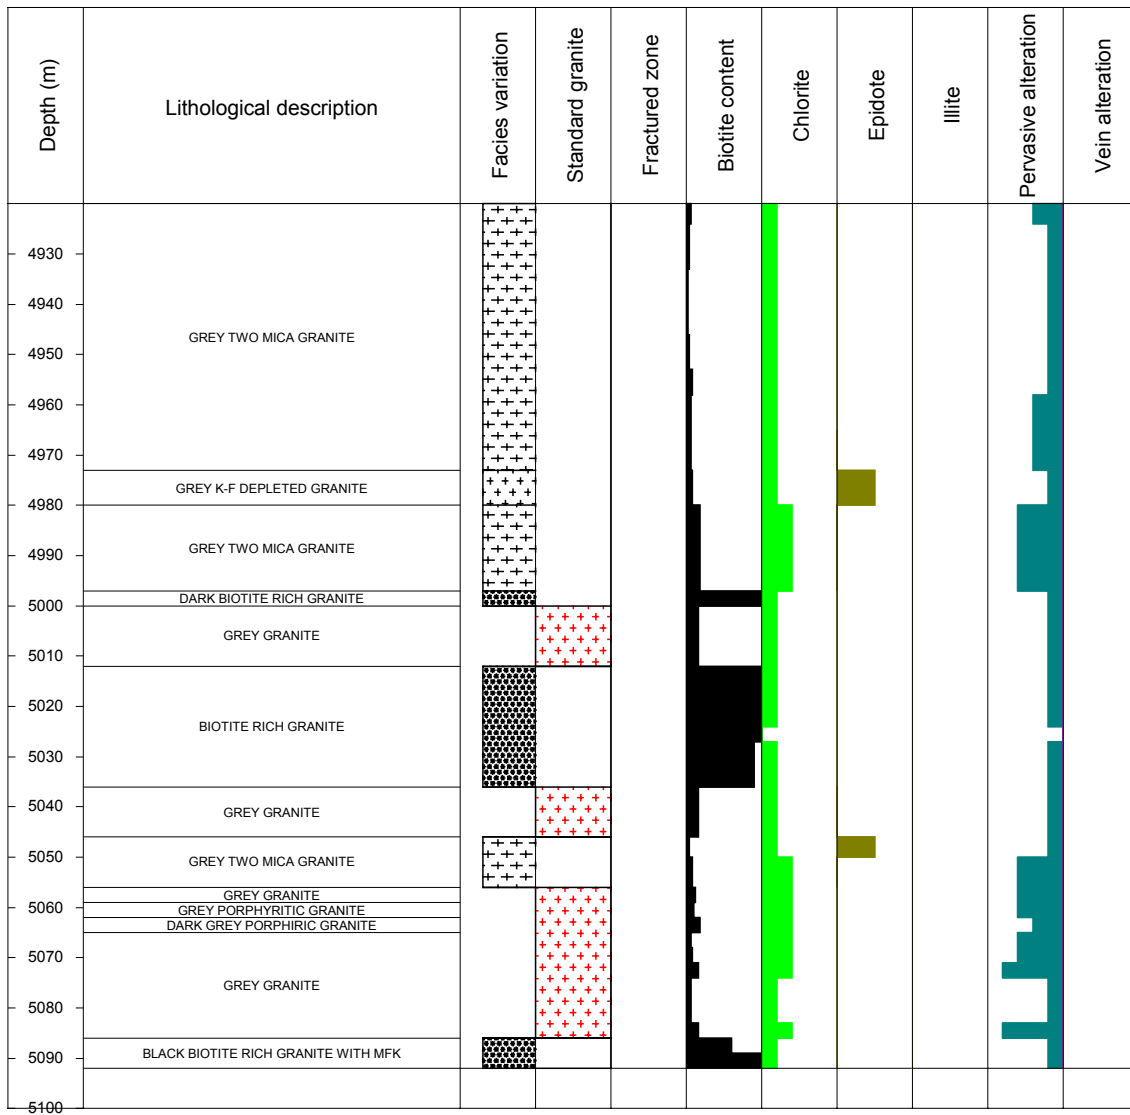 Depth (m)
Lithological description
Facies variation
Standard granite
Fractured zone
Biotite content
Chlorite
Epidote
Illite
Pervasive alteration
Vein alteration
4930
4940
GREY TWO MICA GRANITE
4950
4960
4970
GREY K-F DEPLETED GRANITE
4980
GREY TWO MICA GRANITE
4990
DARK BIOTITE RICH GRANITE
5000
GREY GRANITE
5010
5020
BIOTITE RICH GRANITE
5030
5040
GREY GRANITE
5050
GREY TWO MICA GRANITE
GREY GRANITE
5060
GREY PORPHYRITIC GRANITE
DARK GREY PORPHIRIC GRANITE
5070
GREY GRANITE
5080
5090
BLACK BIOTITE RICH GRANITE WITH MFK
5100